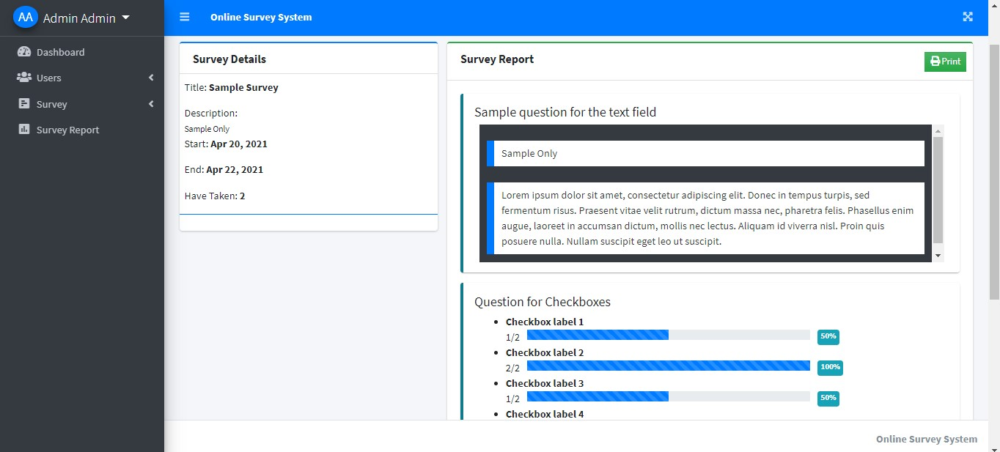 AA Admin Admin
Online Survey System
Dashboard
Users
Survey
Survey Report
Survey Details
Title: Sample Survey
Description:
Sample Only
Start: Apr 20, 2021
End: Apr 22, 2021
Have Taken: 2
Survey Report
Print
Sample question for the text field
Sample Only
Lorem ipsum dolor sit amet, consectetur adipiscing elit. Donec in tempus turpis, sed
fermentum risus. Praesent vitae velit rutrum, dictum massa nec, pharetra felis. Phasellus enim
augue, laoreet in accumsan dictum, mollis nec lectus. Aliquam id viverra nisl. Proin quis
posuere nulla. Nullam suscipit eget leo ut suscipit.
Question for Checkboxes
Checkbox label 1
1/2 50%
Checkbox label 2
2/2 100%
Checkbox label 3
1/2 50%
Checkbox label 4
Online Survey System